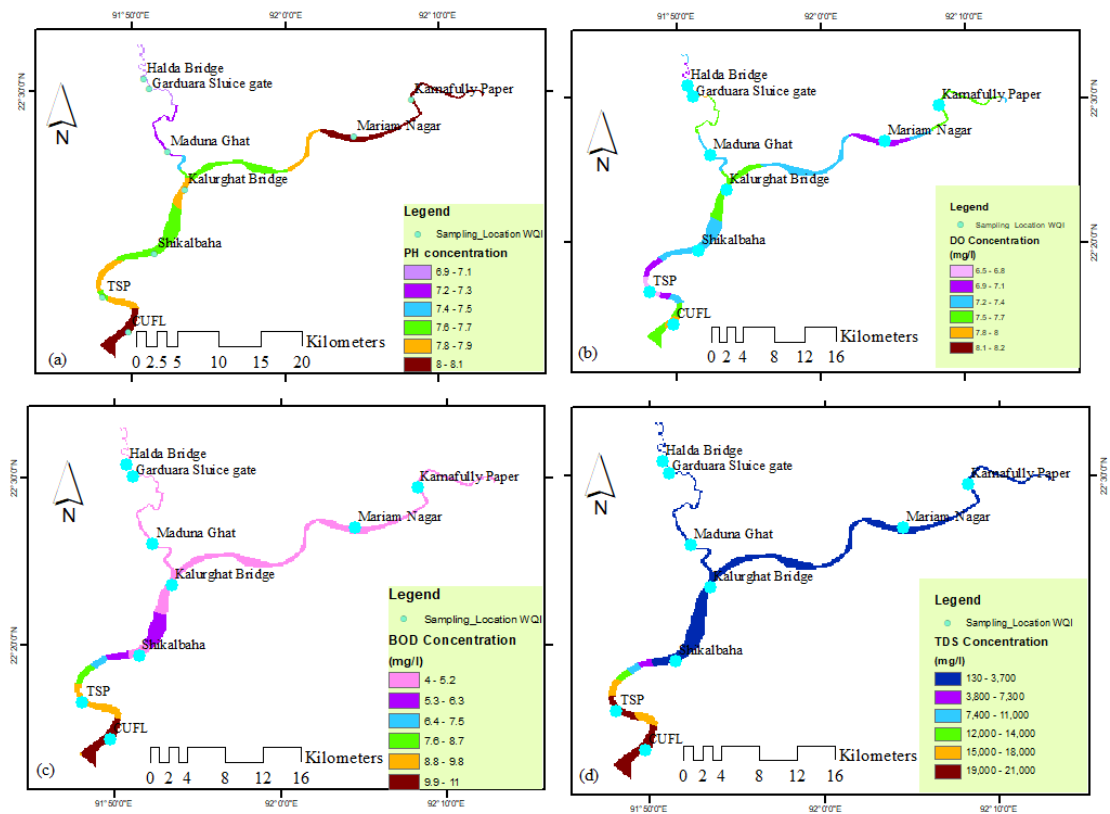 91°50'0"E 92°0'0"E 92°10'0"E
22°30'0"N
Halda Bridge
Garduara Sluice gate
Karnafully Paper
Mariam Nagar
Maduna Ghat
Kalurghat Bridge
Shikalbaha
TSP
CUFL
N
Legend
Sampling_Location WQI
PH concentration
6.9 - 7.1
7.2 - 7.3
7.4 - 7.5
7.6 - 7.7
7.8 - 7.9
8 - 8.1
Kilometers
0 2.5 5 10 15 20
(a)
91°50'0"E 92°0'0"E 92°10'0"E
22°30'0"N
22°20'0"N
Halda Bridge
Garduara Sluice gate
Karnafully Paper
Mariam Nagar
Maduna Ghat
Kalurghat Bridge
Shikalbaha
TSP
CUFL
N
Legend
Sampling_Location WQI
DO Concentration
(mg/l)
6.5 - 6.8
6.9 - 7.1
7.2 - 7.4
7.5 - 7.7
7.8 - 8
8.1 - 8.2
Kilometers
0 2 4 8 12 16
(b)
22°30'0"N
22°20'0"N
Halda Bridge
Garduara Sluice gate
Karnafully Paper
Mariam Nagar
Maduna Ghat
Kalurghat Bridge
Shikalbaha
TSP
CUFL
N
Legend
Sampling_Location WQI
BOD Concentration
(mg/l)
4 - 5.2
5.3 - 6.3
6.4 - 7.5
7.6 - 8.7
8.8 - 9.8
9.9 - 11
Kilometers
0 2 4 8 12 16
(c)
91°50'0"E 92°0'0"E 92°10'0"E
22°30'0"N
22°20'0"N
Halda Bridge
Garduara Sluice gate
Karnafully Paper
Mariam Nagar
Maduna Ghat
Kalurghat Bridge
Shikalbaha
TSP
CUFL
N
Legend
Sampling_Location WQI
TDS Concentration
(mg/l)
130 - 3,700
3,800 - 7,300
7,400 - 11,000
12,000 - 14,000
15,000 - 18,000
19,000 - 21,000
Kilometers
0 2 4 8 12 16
(d)
91°50'0"E 92°0'0"E 92°10'0"E